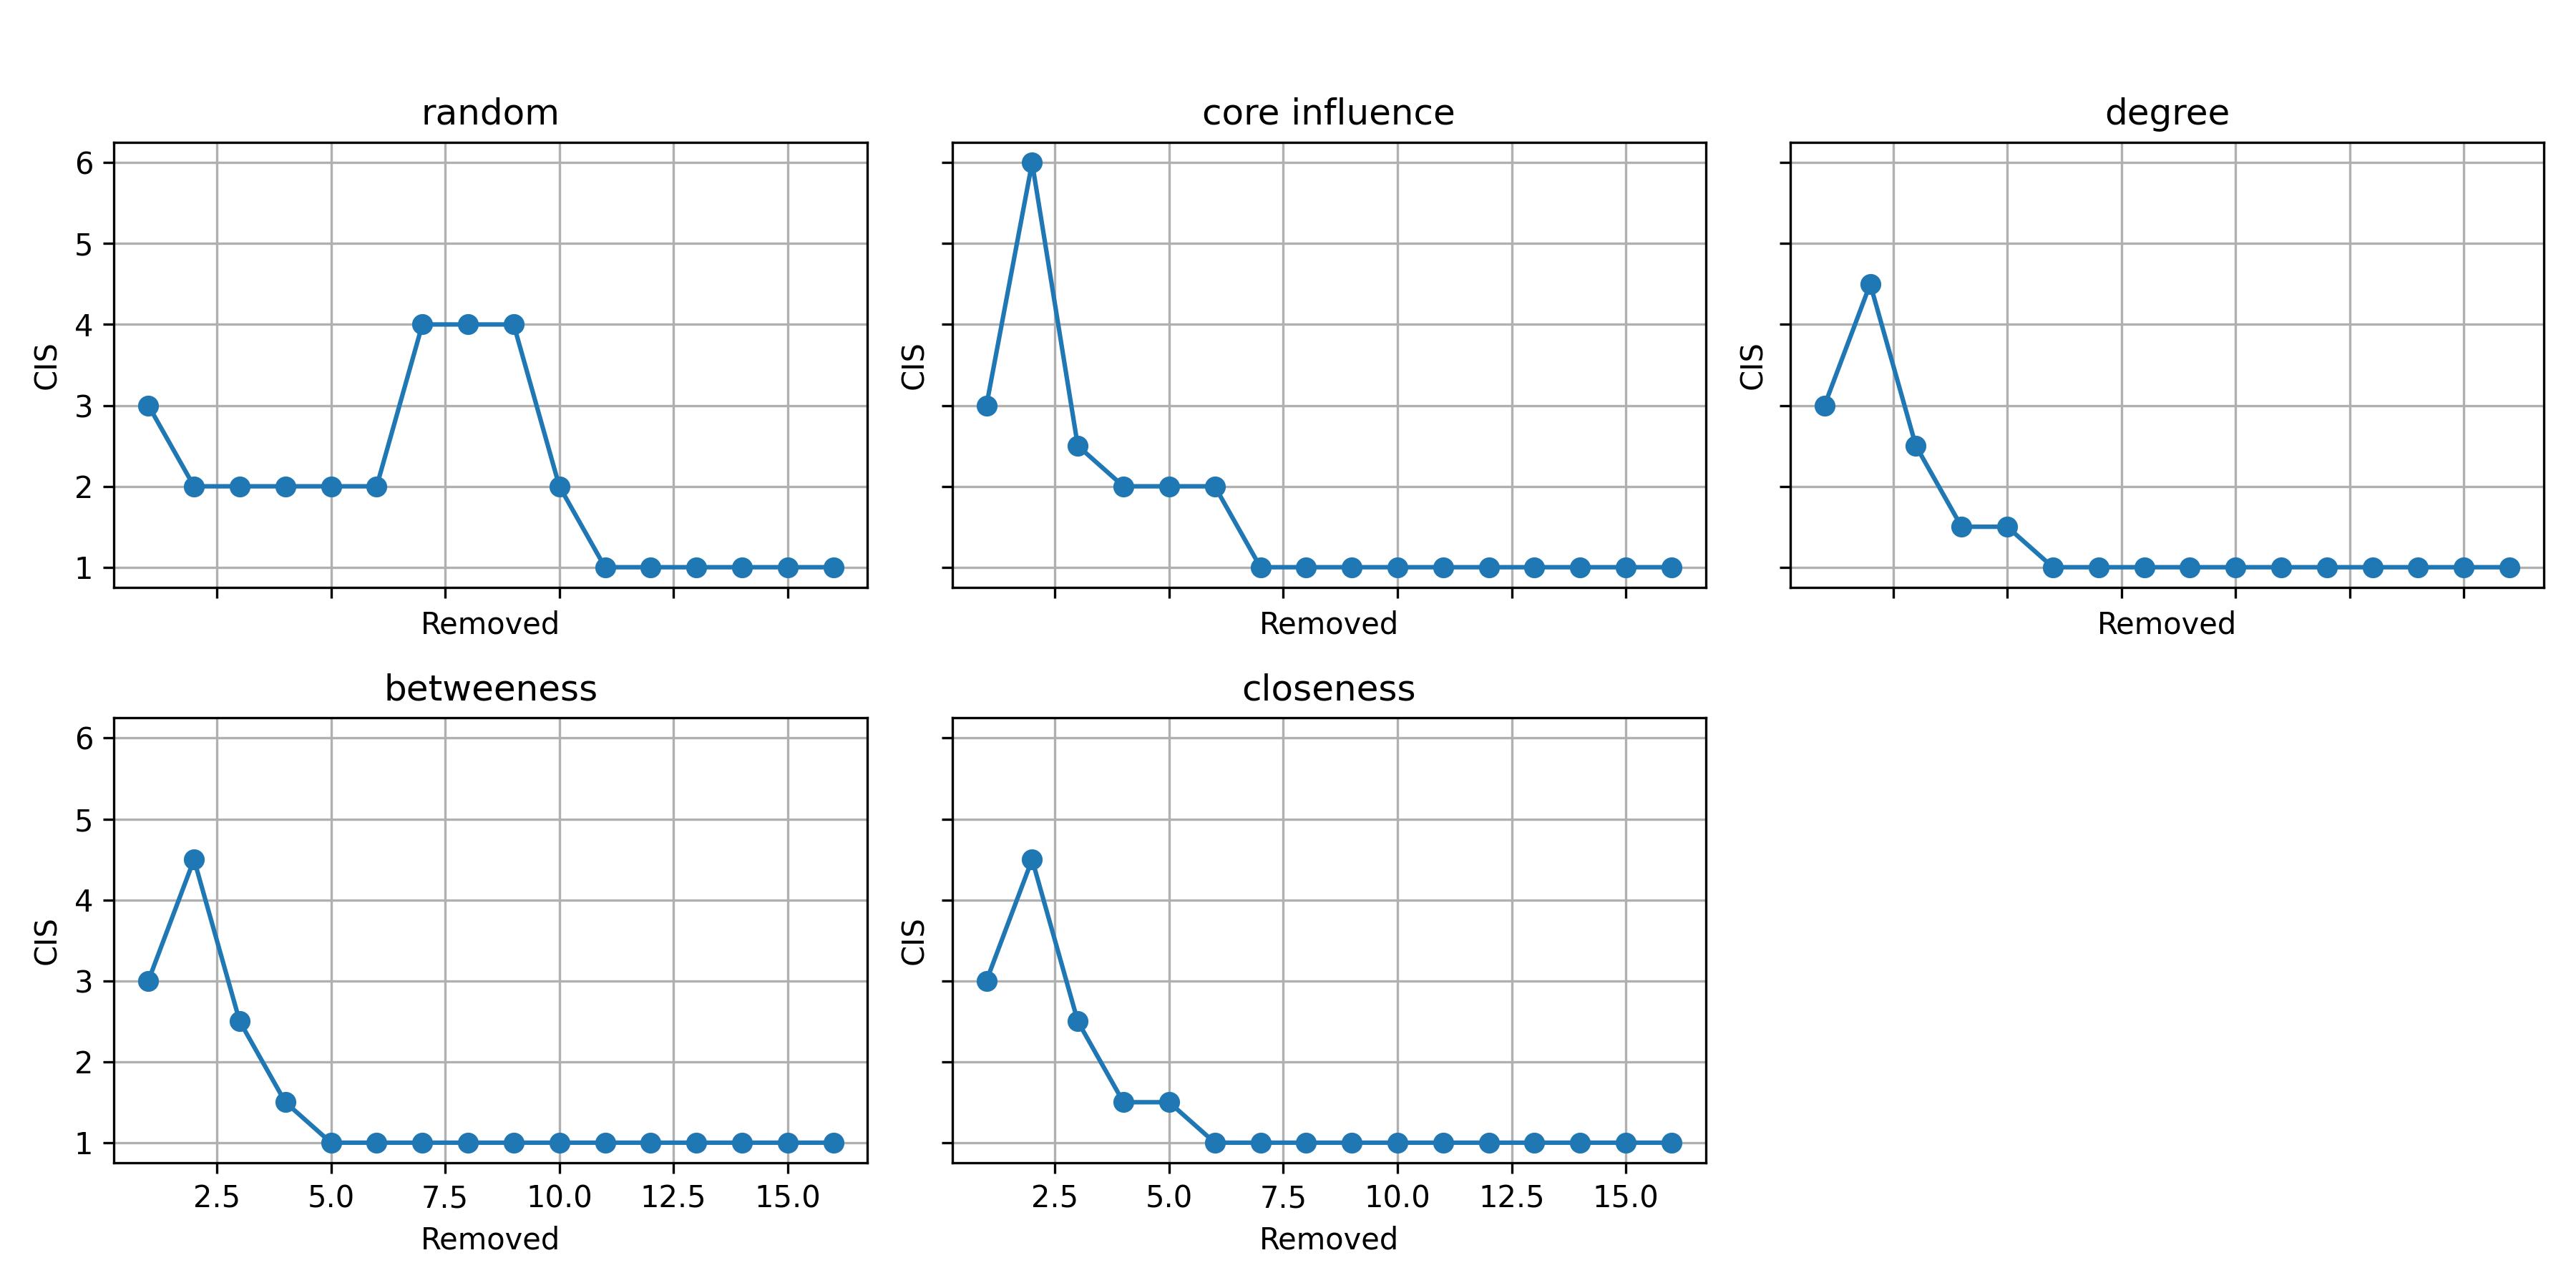 random
core influence
degree
6
5
4
3
2
1
CIS
CIS
CIS
Removed
Removed
Removed
betweeness
closeness
6
5
4
3
2
1
CIS
CIS
2.5 5.0 7.5 10.0 12.5 15.0
2.5 5.0 7.5 10.0 12.5 15.0
Removed
Removed